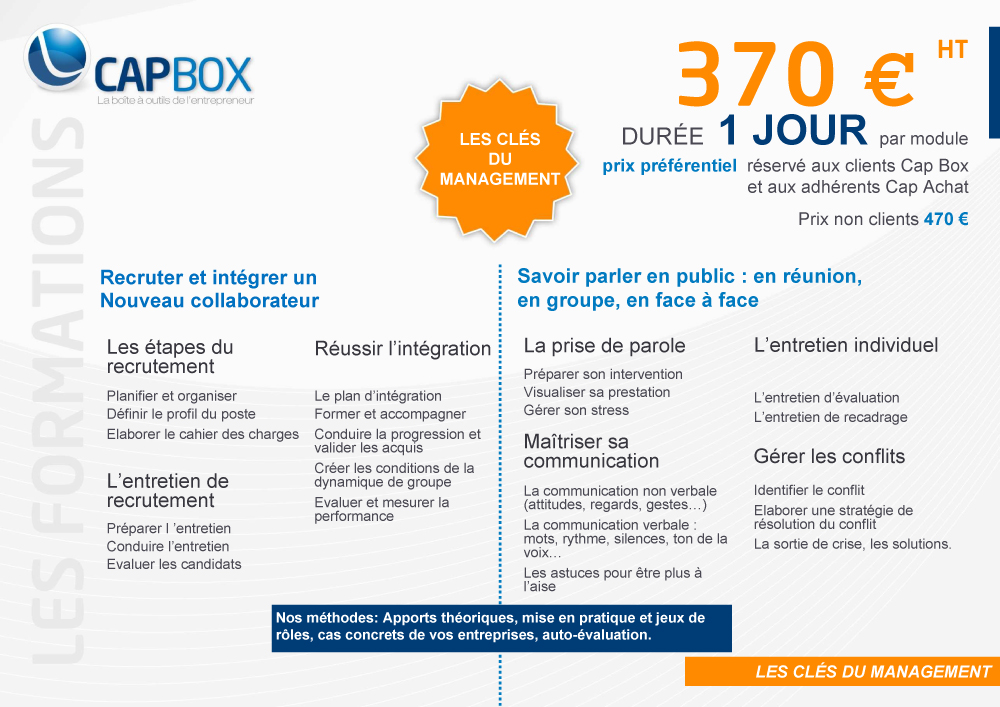 CAPBOX
La boîte à outils de l'entrepreneur
LES FORMATIONS
LES CLÉS
DU
MANAGEMENT
370 € HT
DURÉE 1 JOUR par module
prix préférentiel réservé aux clients Cap Box
et aux adhérents Cap Achat
Prix non clients 470 €
Recruter et intégrer un
Nouveau collaborateur
Les étapes du
recrutement
Planifier et organiser
Définir le profil du poste
Elaborer le cahier des charges
L'entretien de
recrutement
Préparer l 'entretien
Conduire l'entretien
Evaluer les candidats
Réussir l'intégration
Le plan d'intégration
Former et accompagner
Conduire la progression et
valider les acquis
Créer les conditions de la
dynamique de groupe
Evaluer et mesurer la
performance
Savoir parler en public : en réunion,
en groupe, en face à face
La prise de parole
Préparer son intervention
Visualiser sa prestation
Gérer son stress
Maîtriser sa
communication
La communication non verbale
(attitudes, regards, gestes…)
La communication verbale :
mots, rythme, silences, ton de la
voix…
Les astuces pour être plus à
l'aise
L'entretien individuel
L'entretien d'évaluation
L'entretien de recadrage
Gérer les conflits
Identifier le conflit
Elaborer une stratégie de
résolution du conflit
La sortie de crise, les solutions.
Nos méthodes: Apports théoriques, mise en pratique et jeux de
rôles, cas concrets de vos entreprises, auto-évaluation.
LES CLÉS DU MANAGEMENT